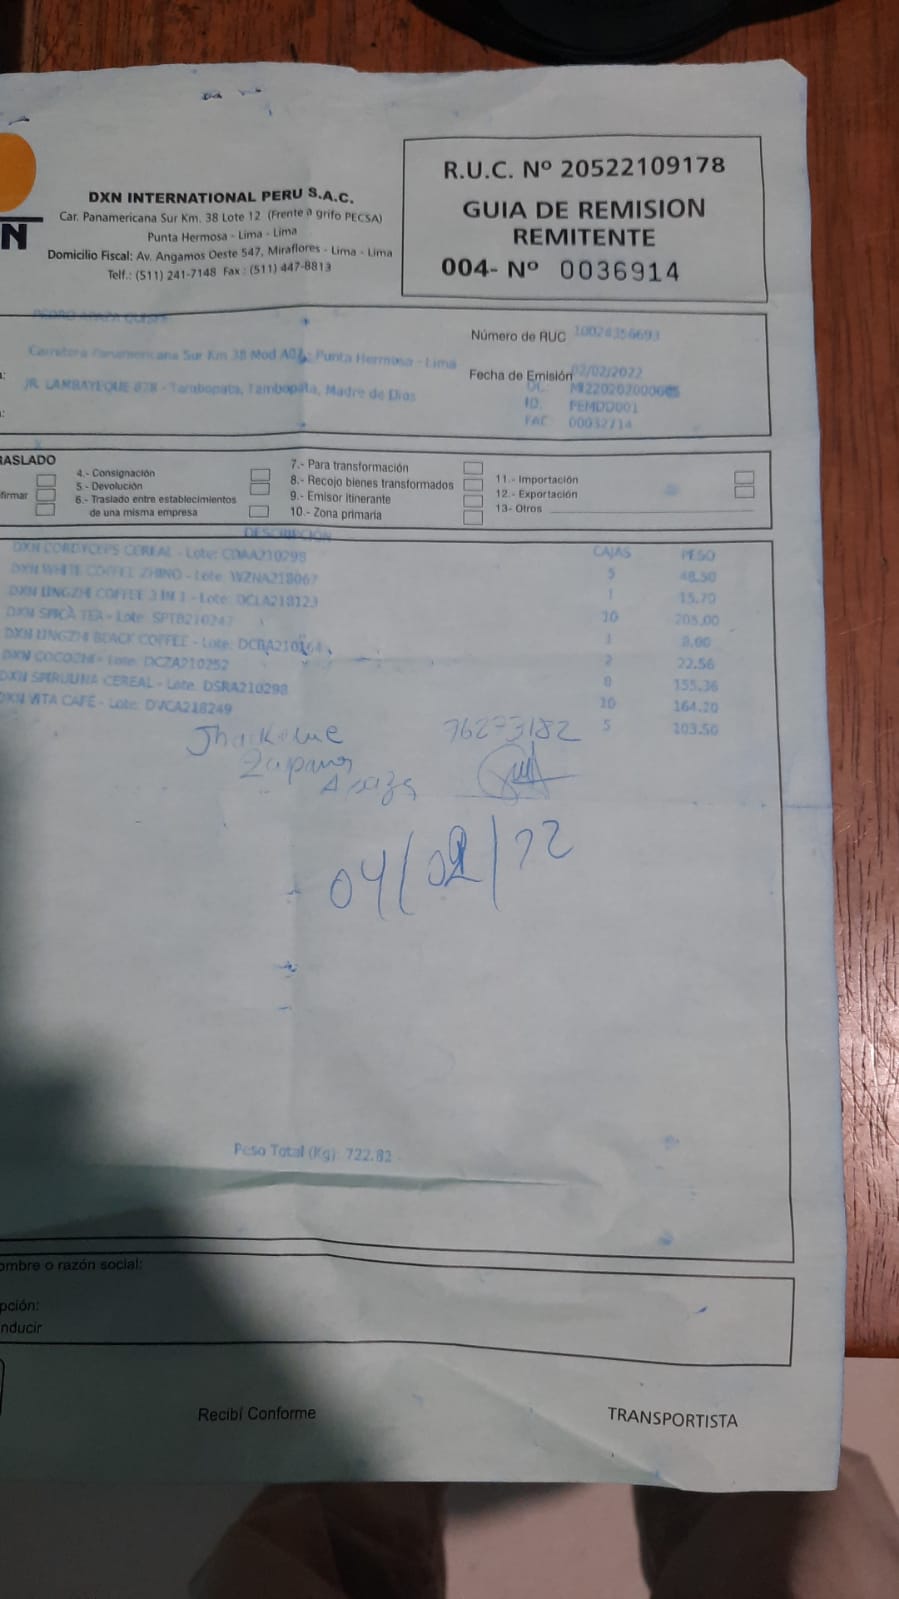 N
DXN INTERNATIONAL PERU S.A.C.
Car. Panamericana Sur Km. 38 Lote 12 (Frente a grifo PECSA)
Punta Hermosa - Lima - Lima
Domicilio Fiscal: Av. Angamos Oeste 547, Miraflores - Lima - Lima
Telf.: (511) 241-7148 Fax : (511) 447-8813
R.U.C. Nº 20522109178
GUIA DE REMISION
REMITENTE
004- Nº 0036914
Número de RUC
Carretera Panamericana Sur Km 38 Mod A07, Punta Hermosa - Lima
Fecha de Emisión 02/02/2022
JR. LAMBAYEQUE 878 - Tambopata, Tambopata, Madre de Dios
ID. PEMDD001
FAC 00032714
RASLADO
firmar
4.- Consignación
5.- Devolución
6.- Traslado entre establecimientos
de una misma empresa
7.- Para transformación
8.- Recojo bienes transformados
9.- Emisor itinerante
10.- Zona primaria
11.- Importación
12.- Exportación
13- Otros
DESCRIPCIÓN CAJAS PESO
DXN CORDYCEPS CEREAL - Lote: CDAA210298 5 48.50
DXN WHITE COFFEE ZHINO - Lote: WZNA218067 1 15.70
DXN LINGZHI COFFEE 3 IN 1 - Lote: DCLA218123 10 205.00
DXN SPICA TEA - Lote: SPTB210247 1 8.00
DXN LINGZHI BLACK COFFEE - Lote: DCBA210164 2 22.56
DXN COCOZHI - Lote: DCZA210252 8 155.36
DXN SPIRULINA CEREAL - Lote: DSRA210298 10 164.20
DXN VITA CAFE - Lote: DVCA218249 5 103.50
76273182
04/02/22
Peso Total (Kg): 722.82
ombre o razón social:
pción:
nducir
Recibí Conforme
TRANSPORTISTA